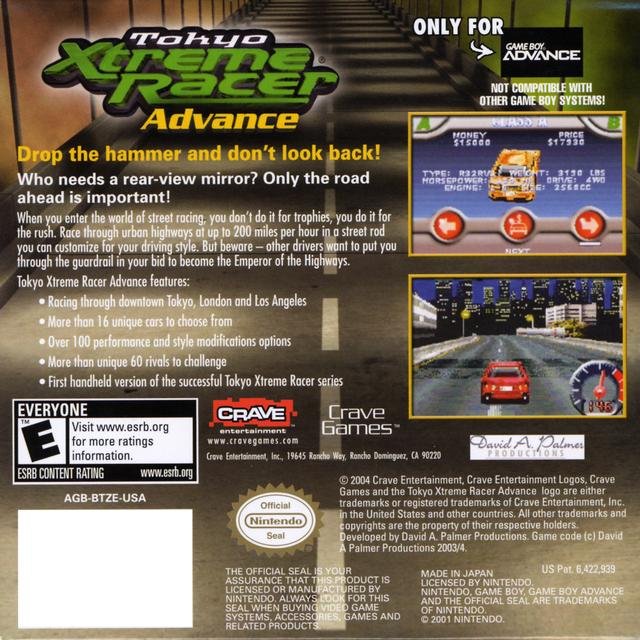 Tokyo
Xtreme
Racer
Advance
ONLY FOR
GAME BOY
ADVANCE
NOT COMPATIBLE WITH
OTHER GAME BOY SYSTEMS!
Drop the hammer and don't look back!
Who needs a rear-view mirror? Only the road
ahead is important!
When you enter the world of street racing, you don't do it for trophies, you do it for
the rush. Race through urban highways at up to 200 miles per hour in a street rod
you can customize for your driving style. But beware – other drivers want to put you
through the guardrail in your bid to become the Emperor of the Highways.
Tokyo Xtreme Racer Advance features:
• Racing through downtown Tokyo, London and Los Angeles
• More than 16 unique cars to choose from
• Over 100 performance and style modifications options
• More than unique 60 rivals to challenge
• First handheld version of the successful Tokyo Xtreme Racer series
A
CLASS A
B
MONEY
$15000
PRICE
$17930
3190 LBS
HORSEPOWER:
DRIVE: 4WD
ENGINE:
2568CC
NEXT
195
EVERYONE
E
TM
Visit www.esrb.org
for more ratings
information.
ESRB CONTENT RATING
www.esrb.org
CRAVE
entertainment
www.cravegames.com
Crave
Games™
Crave Entertainment, Inc., 19645 Rancho Way, Rancho Dominguez, CA 90220
David A. Palmer
PRODUCTIONS
AGB-BTZE-USA
Official
Nintendo
Seal
© 2004 Crave Entertainment, Crave Entertainment Logos, Crave
Games and the Tokyo Xtreme Racer Advance logo are either
trademarks or registered trademarks of Crave Entertainment, Inc.
in the United States and other countries. All other trademarks and
copyrights are the property of their respective holders.
Developed by David A. Palmer Productions. Game code (c) David
A Palmer Productions 2003/4.
US Pat. 6,422,939
THE OFFICIAL SEAL IS YOUR
ASSURANCE THAT THIS PRODUCT IS
LICENSED OR MANUFACTURED BY
NINTENDO. ALWAYS LOOK FOR THIS
SEAL WHEN BUYING VIDEO GAME
SYSTEMS, ACCESSORIES, GAMES AND
RELATED PRODUCTS.
MADE IN JAPAN
LICENSED BY NINTENDO.
NINTENDO, GAME BOY, GAME BOY ADVANCE
AND THE OFFICIAL SEAL ARE TRADEMARKS
OF NINTENDO.
© 2001 NINTENDO.